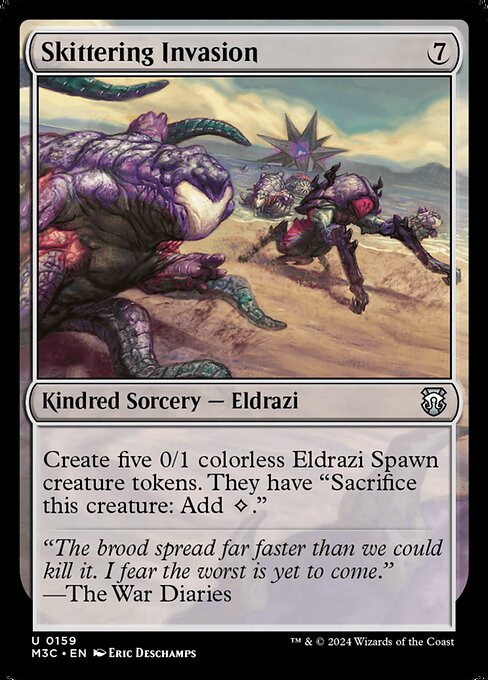 Skittering Invasion 7
Kindred Sorcery — Eldrazi
Create five 0/1 colorless Eldrazi Spawn
creature tokens. They have “Sacrifice
this creature: Add ◇.”
“The brood spread far faster than we could
kill it. I fear the worst is yet to come.”
—The War Diaries
U 0159
™ & © 2024 Wizards of the Coast
M3C • EN Eric Deschamps